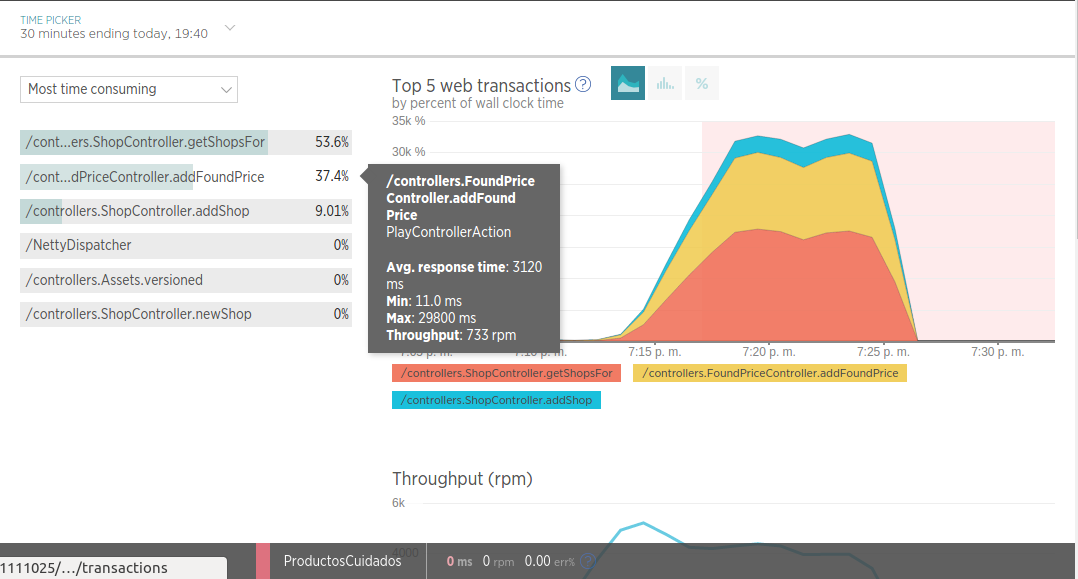 TIME PICKER
30 minutes ending today, 19:40
Most time consuming
/cont...ers.ShopController.getShopsFor 53.6%
/cont...dPriceController.addFoundPrice 37.4%
/controllers.ShopController.addShop 9.01%
/NettyDispatcher 0%
/controllers.Assets.versioned 0%
/controllers.ShopController.newShop 0%
Top 5 web transactions ?
%
by percent of wall clock time
35k %
30k %
/controllers.FoundPrice
Controller.addFound
Price
PlayControllerAction
Avg. response time: 3120
ms
Min: 11.0 ms
Max: 29800 ms
Throughput: 733 rpm
7:15 p. m. 7:20 p. m. 7:25 p. m. 7:30 p. m.
/controllers.ShopController.getShopsFor
/controllers.FoundPriceController.addFoundPrice
/controllers.ShopController.addShop
Throughput (rpm)
6k
4000
ProductosCuidados 0 ms 0 rpm 0.00 err% ?
1111025/.../transactions